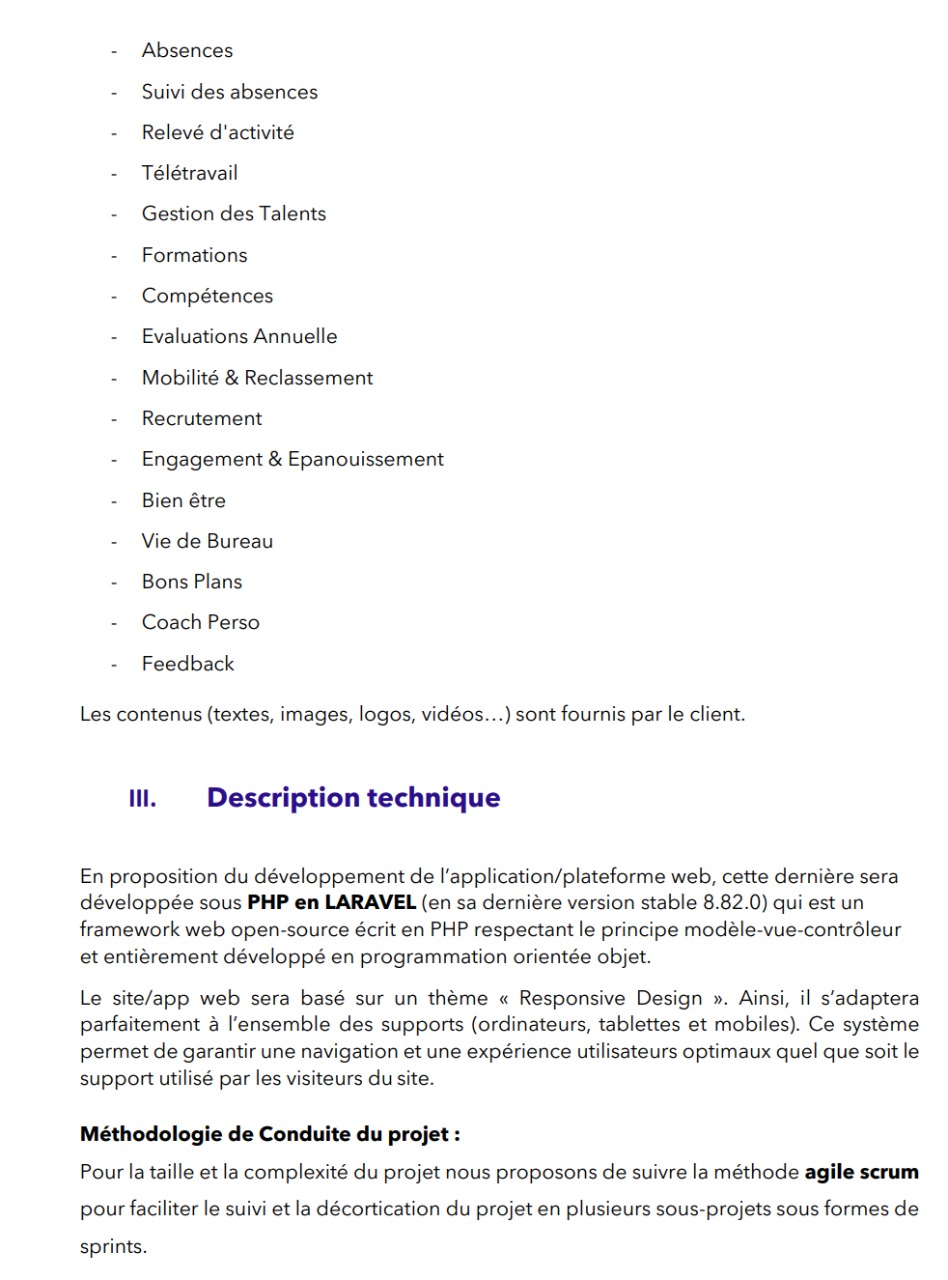 - Absences
- Suivi des absences
- Relevé d'activité
- Télétravail
- Gestion des Talents
- Formations
- Compétences
- Evaluations Annuelle
- Mobilité & Reclassement
- Recrutement
- Engagement & Epanouissement
- Bien être
- Vie de Bureau
- Bons Plans
- Coach Perso
- Feedback
Les contenus (textes, images, logos, vidéos…) sont fournis par le client.
III. Description technique
En proposition du développement de l’application/plateforme web, cette dernière sera
développée sous PHP en LARAVEL (en sa dernière version stable 8.82.0) qui est un
framework web open-source écrit en PHP respectant le principe modèle-vue-contrôleur
et entièrement développé en programmation orientée objet.
Le site/app web sera basé sur un thème « Responsive Design ». Ainsi, il s’adaptera
parfaitement à l’ensemble des supports (ordinateurs, tablettes et mobiles). Ce système
permet de garantir une navigation et une expérience utilisateurs optimaux quel que soit le
support utilisé par les visiteurs du site.
Méthodologie de Conduite du projet :
Pour la taille et la complexité du projet nous proposons de suivre la méthode agile scrum
pour faciliter le suivi et la décortication du projet en plusieurs sous-projets sous formes de
sprints.